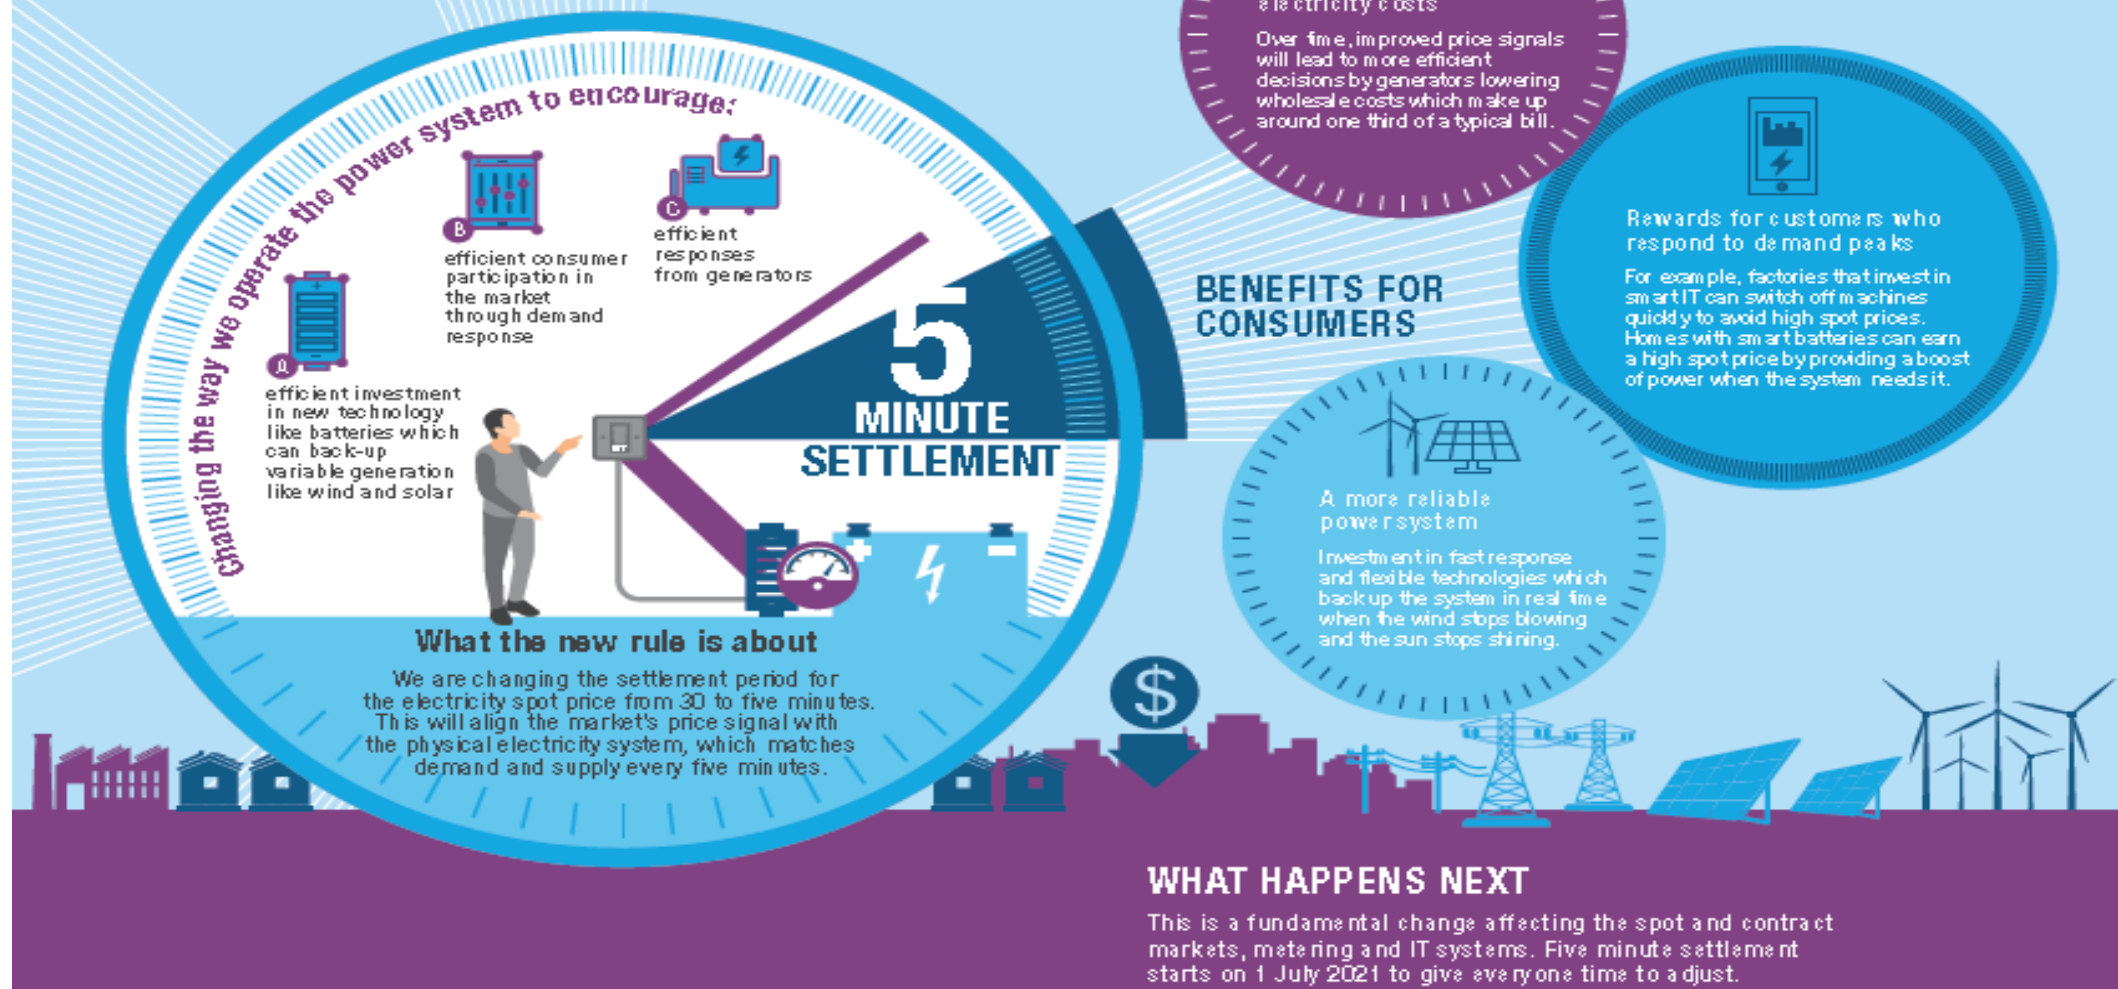 Changing the way we operate the power system to encourage:
A
efficient investment
in new technology
like batteries which
can back-up
variable generation
like wind and solar
B
efficient consumer
participation in
the market
through demand
response
C
efficient
responses
from generators
5
MINUTE
SETTLEMENT
What the new rule is about
We are changing the settlement period for
the electricity spot price from 30 to five minutes.
This will align the market's price signal with
the physical electricity system, which matches
demand and supply every five minutes.
BENEFITS FOR
CONSUMERS
electricity costs
Over time, improved price signals
will lead to more efficient
decisions by generators lowering
wholesale costs which make up
around one third of a typical bill.
Rewards for customers who
respond to demand peaks
For example, factories that invest in
smart IT can switch off machines
quickly to avoid high spot prices.
Homes with smart batteries can earn
a high spot price by providing a boost
of power when the system needs it.
A more reliable
power system
Investment in fast response
and flexible technologies which
back up the system in real time
when the wind stops blowing
and the sun stops shining.
$
WHAT HAPPENS NEXT
This is a fundamental change affecting the spot and contract
markets, metering and IT systems. Five minute settlement
starts on 1 July 2021 to give everyone time to adjust.